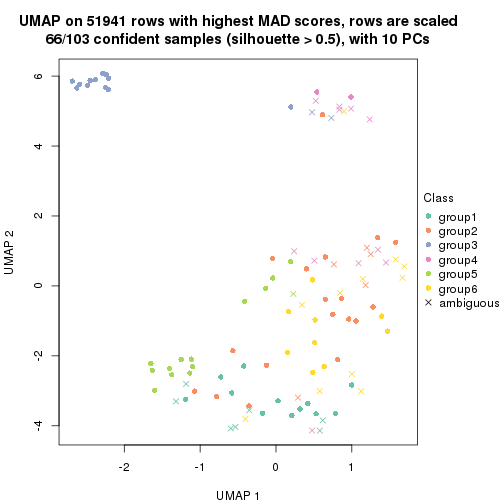 UMAP on 51941 rows with highest MAD scores, rows are scaled
66/103 confident samples (silhouette > 0.5), with 10 PCs
6
4
2
0
-2
-4
UMAP 2
-2
-1
0
1
UMAP 1
Class
group1
group2
group3
group4
group5
group6
ambiguous